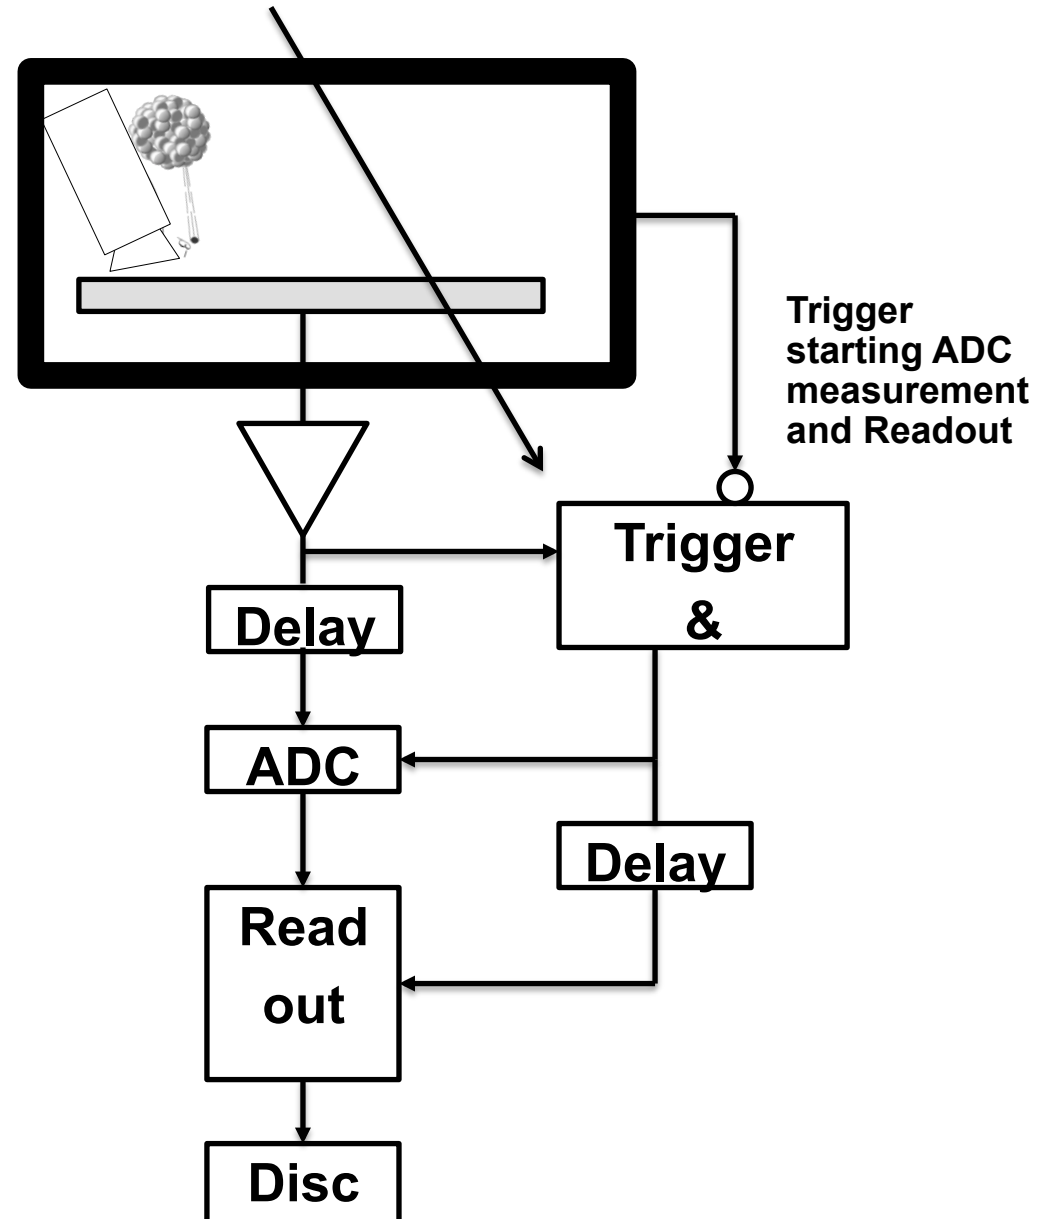 Trigger
starting ADC
measurement
and Readout
Trigger
&
Delay
ADC
Delay
Read
out
Disc